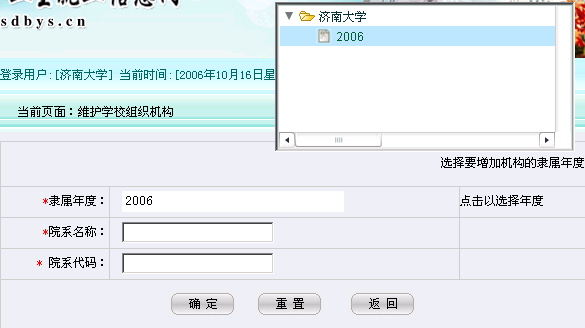 sdbys.cn
济南大学
2006
登录用户:[济南大学] 当前时间:[2006年10月16日星
当前页面：维护学校组织机构
选择要增加机构的隶属年度
*隶属年度： 2006 点击以选择年度
*院系名称：
* 院系代码：
确 定 重 置 返 回